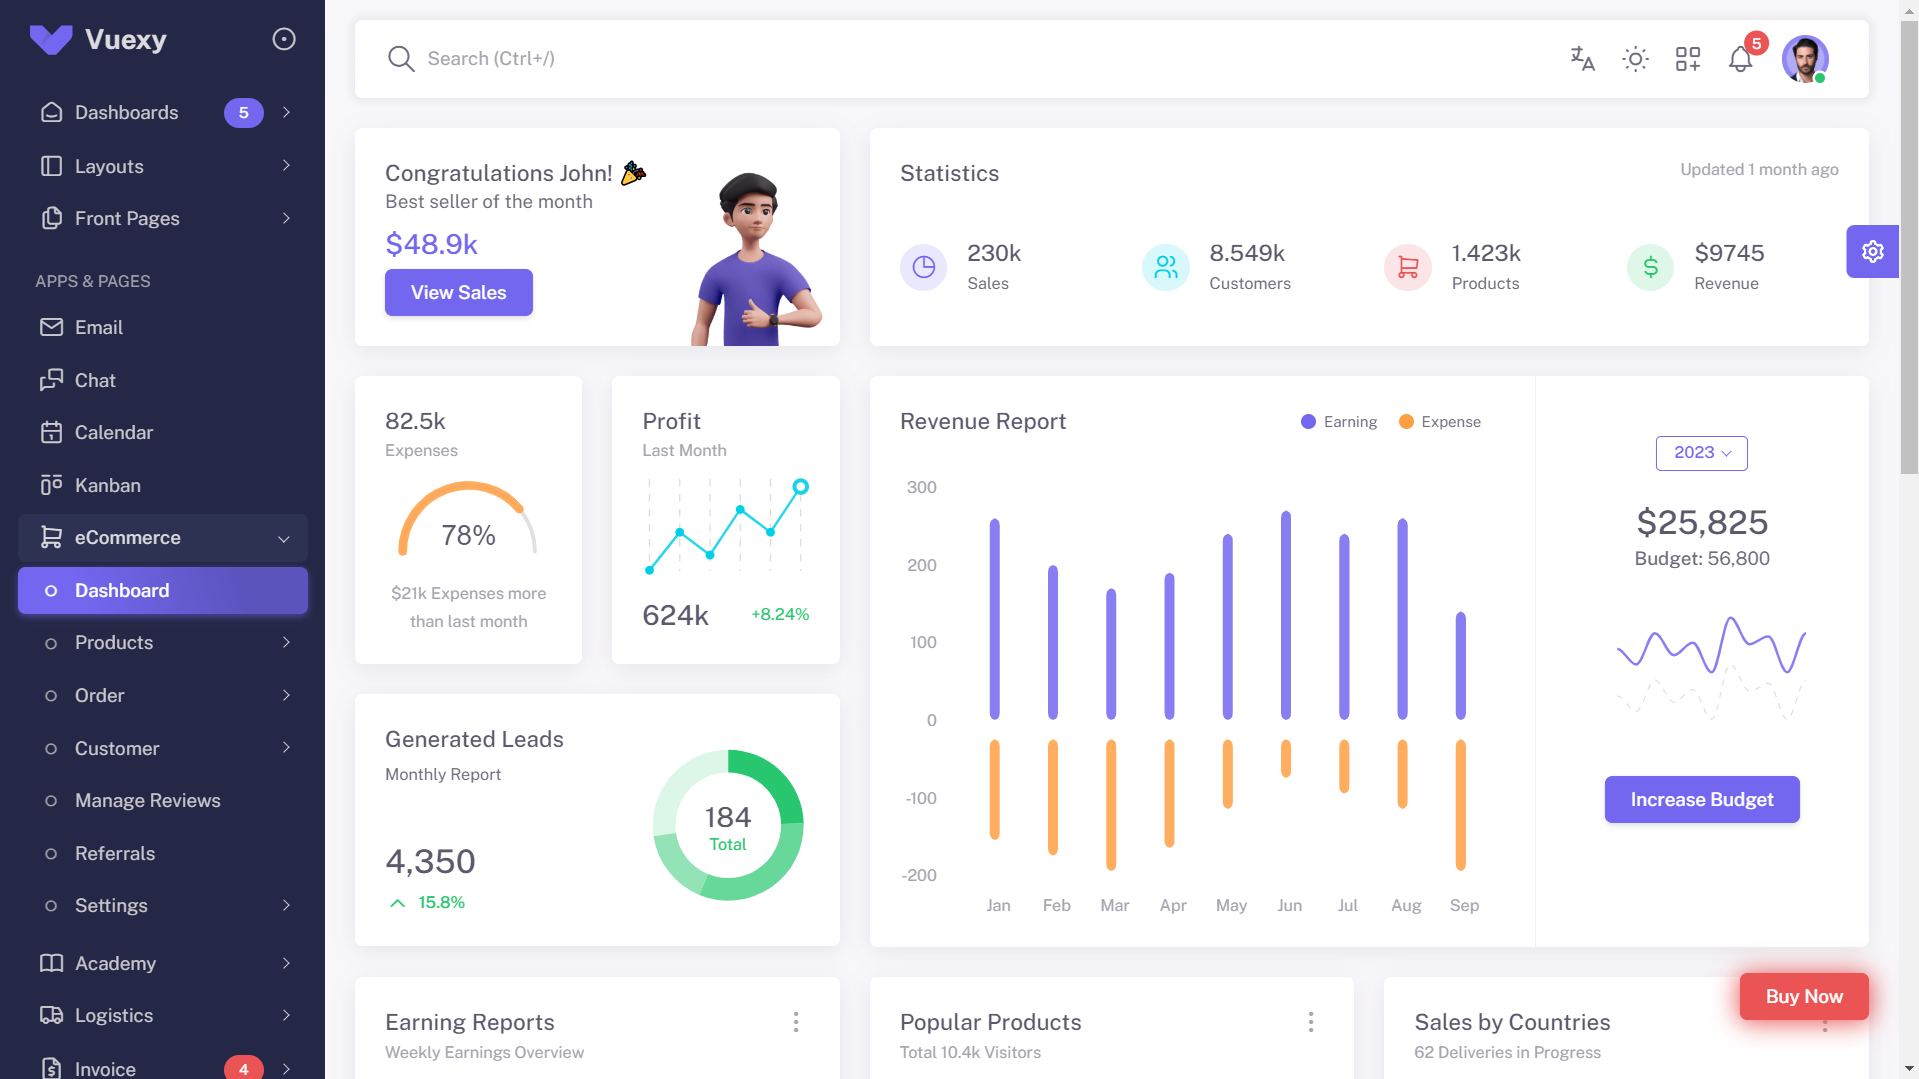 Vuexy
Dashboards 5
Layouts
Front Pages
APPS & PAGES
Email
Chat
Calendar
Kanban
eCommerce
Dashboard
Products
Order
Customer
Manage Reviews
Referrals
Settings
Academy
Logistics
Invoice 4
Search (Ctrl+/)
5
Congratulations John!
Best seller of the month
$48.9k
View Sales
Statistics
Updated 1 month ago
230k
Sales
8.549k
Customers
1.423k
Products
$9745
Revenue
82.5k
Expenses
78%
$21k Expenses more
than last month
Profit
Last Month
624k
+8.24%
Generated Leads
Monthly Report
4,350
15.8%
184
Total
Revenue Report
Earning
Expense
300
200
100
0
-100
-200
Jan Feb Mar Apr May Jun Jul Aug Sep
2023
$25,825
Budget: 56,800
Increase Budget
Earning Reports
Weekly Earnings Overview
Popular Products
Total 10.4k Visitors
Sales by Countries
62 Deliveries in Progress
Buy Now